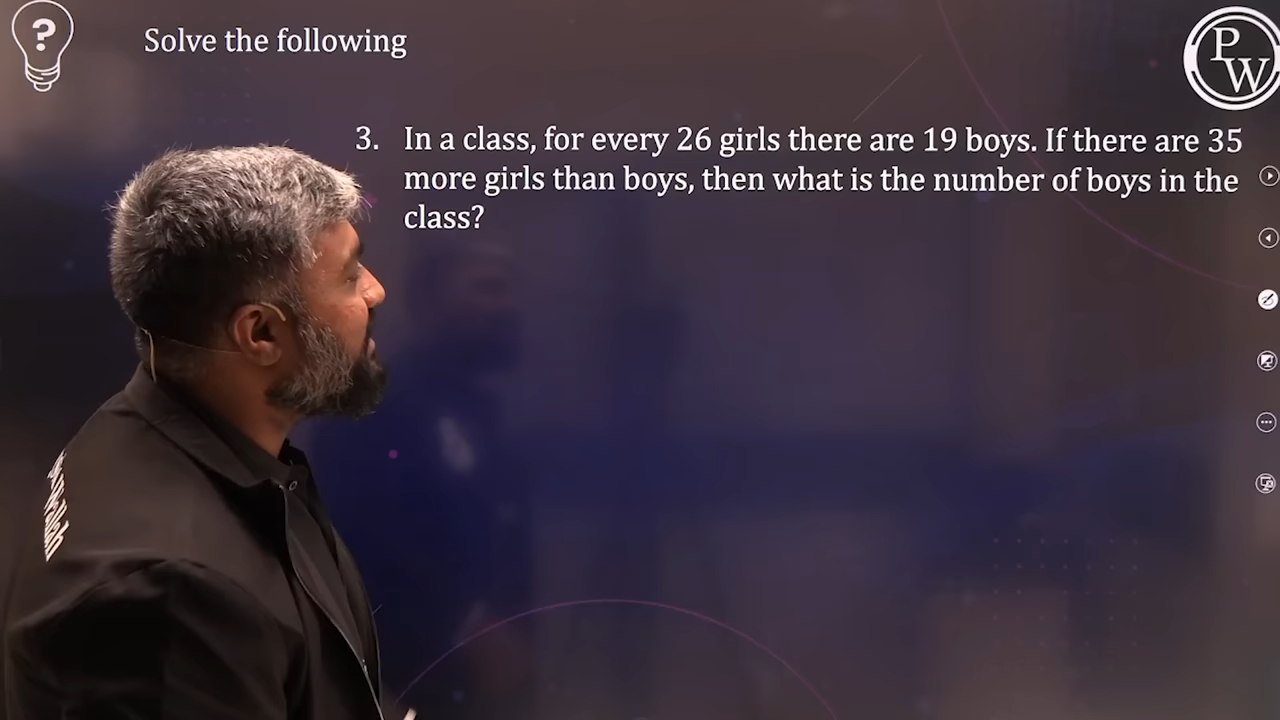 ?
Solve the following
PW
3. In a class, for every 26 girls there are 19 boys. If there are 35
more girls than boys, then what is the number of boys in the
class?